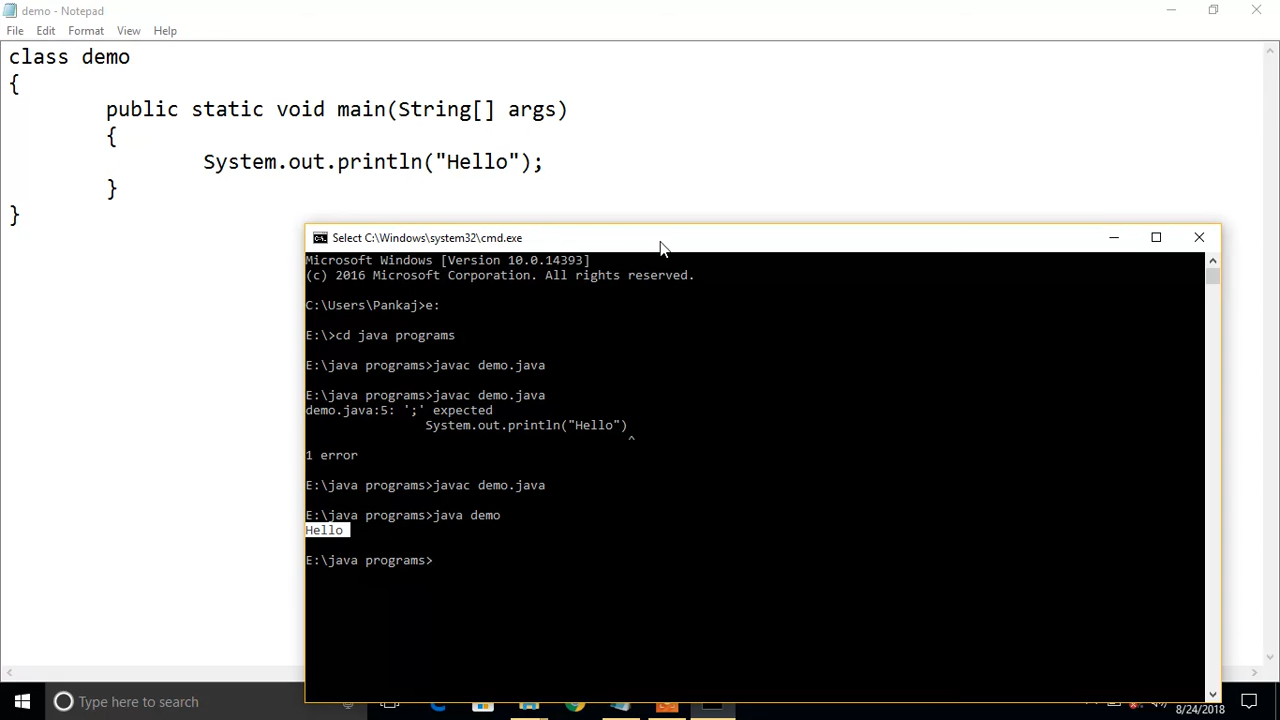 demo - Notepad
File Edit Format View Help
class demo
{
public static void main(String[] args)
{
System.out.println("Hello");
}
}
Select C:\Windows\system32\cmd.exe
Microsoft Windows [Version 10.0.14393]
(c) 2016 Microsoft Corporation. All rights reserved.
C:\Users\Pankaj>e:
E:\>cd java programs
E:\java programs>javac demo.java
E:\java programs>javac demo.java
demo.java:5: ';' expected
System.out.println("Hello")
^
1 error
E:\java programs>javac demo.java
E:\java programs>java demo
Hello
E:\java programs>
Type here to search
8/24/2018